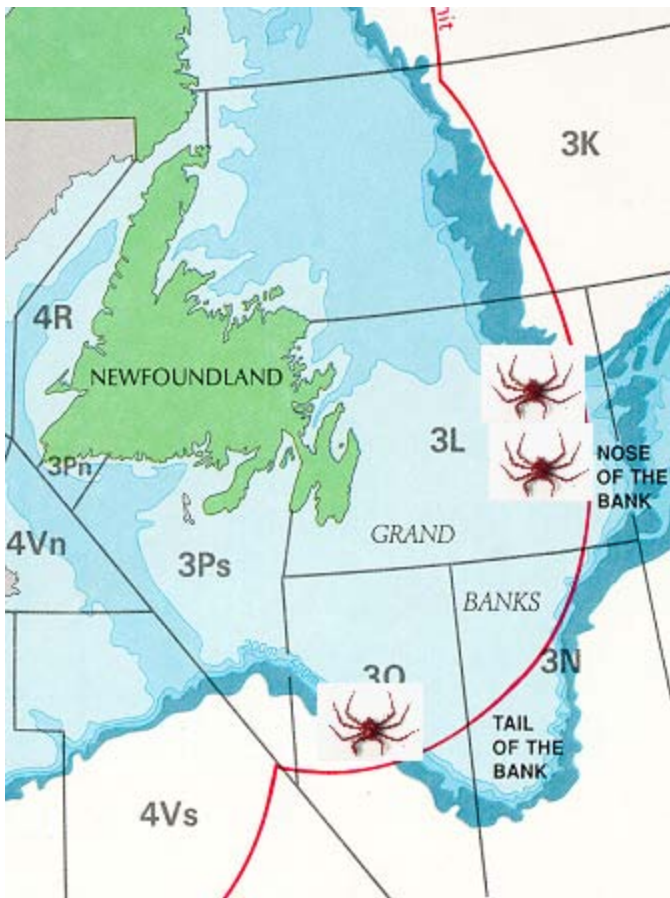 3K
4R
NEWFOUNDLAND
3L
NOSE
OF THE
BANK
3Pn
4Vn
GRAND
3Ps
BANKS
3N
3O
TAIL
OF THE
BANK
4Vs